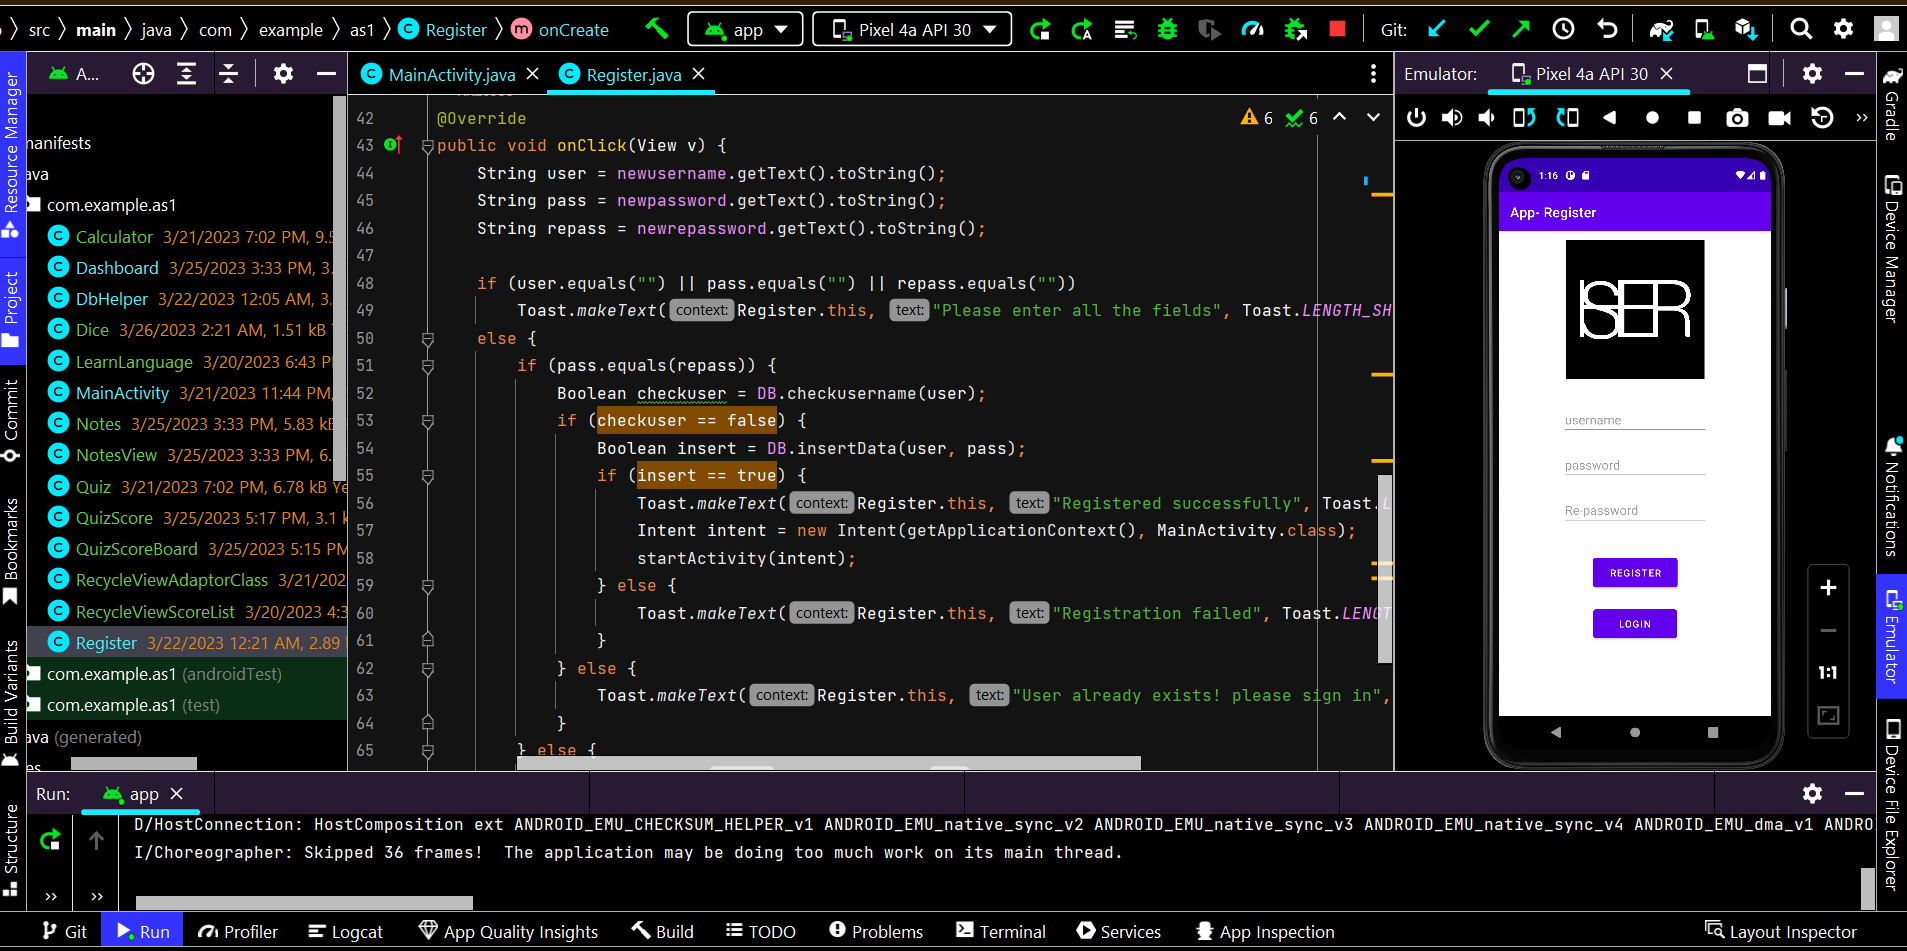 src main java com example as1 Register onCreate app Pixel 4a API 30 Git:
A...
MainActivity.java Register.java
Emulator: Pixel 4a API 30
Resource Manager
Project
Commit
Bookmarks
Build Variants
Structure
manifests
java
com.example.as1
Calculator 3/21/2023 7:02 PM, 9.5
Dashboard 3/25/2023 3:33 PM, 3.
DbHelper 3/22/2023 12:05 AM, 3.
Dice 3/26/2023 2:21 AM, 1.51 kB
LearnLanguage 3/20/2023 6:43 P
MainActivity 3/21/2023 11:44 PM,
Notes 3/25/2023 3:33 PM, 5.83 kB
NotesView 3/25/2023 3:33 PM, 6.
Quiz 3/21/2023 7:02 PM, 6.78 kB Ye
QuizScore 3/25/2023 5:17 PM, 3.1 k
QuizScoreBoard 3/25/2023 5:15 PM
RecycleViewAdaptorClass 3/21/202
RecycleViewScoreList 3/20/2023 4:3
Register 3/22/2023 12:21 AM, 2.89
com.example.as1 (androidTest)
com.example.as1 (test)
java (generated)
6 6
42 @Override
43 public void onClick(View v) {
44 String user = newusername.getText().toString();
45 String pass = newpassword.getText().toString();
46 String repass = newrepassword.getText().toString();
47
48 if (user.equals("") || pass.equals("") || repass.equals(""))
49 Toast.makeText( context: Register.this, text: "Please enter all the fields", Toast.LENGTH_SH
50 else {
51 if (pass.equals(repass)) {
52 Boolean checkuser = DB.checkusername(user);
53 if (checkuser == false) {
54 Boolean insert = DB.insertData(user, pass);
55 if (insert == true) {
56 Toast.makeText( context: Register.this, text: "Registered successfully", Toast.L
57 Intent intent = new Intent(getApplicationContext(), MainActivity.class);
58 startActivity(intent);
59 } else {
60 Toast.makeText( context: Register.this, text: "Registration failed", Toast.LENGT
61 }
62 } else {
63 Toast.makeText( context: Register.this, text: "User already exists! please sign in",
64 }
65 } else {
1:16
App- Register
ISER
username
password
Re-password
REGISTER
LOGIN
1:1
Gradle
Device Manager
Notifications
Emulator
Device File Explorer
Run: app
D/HostConnection: HostComposition ext ANDROID_EMU_CHECKSUM_HELPER_v1 ANDROID_EMU_native_sync_v2 ANDROID_EMU_native_sync_v3 ANDROID_EMU_native_sync_v4 ANDROID_EMU_dma_v1 ANDRO
I/Choreographer: Skipped 36 frames!  The application may be doing too much work on its main thread.
Git Run Profiler Logcat App Quality Insights Build TODO Problems Terminal Services App Inspection Layout Inspector